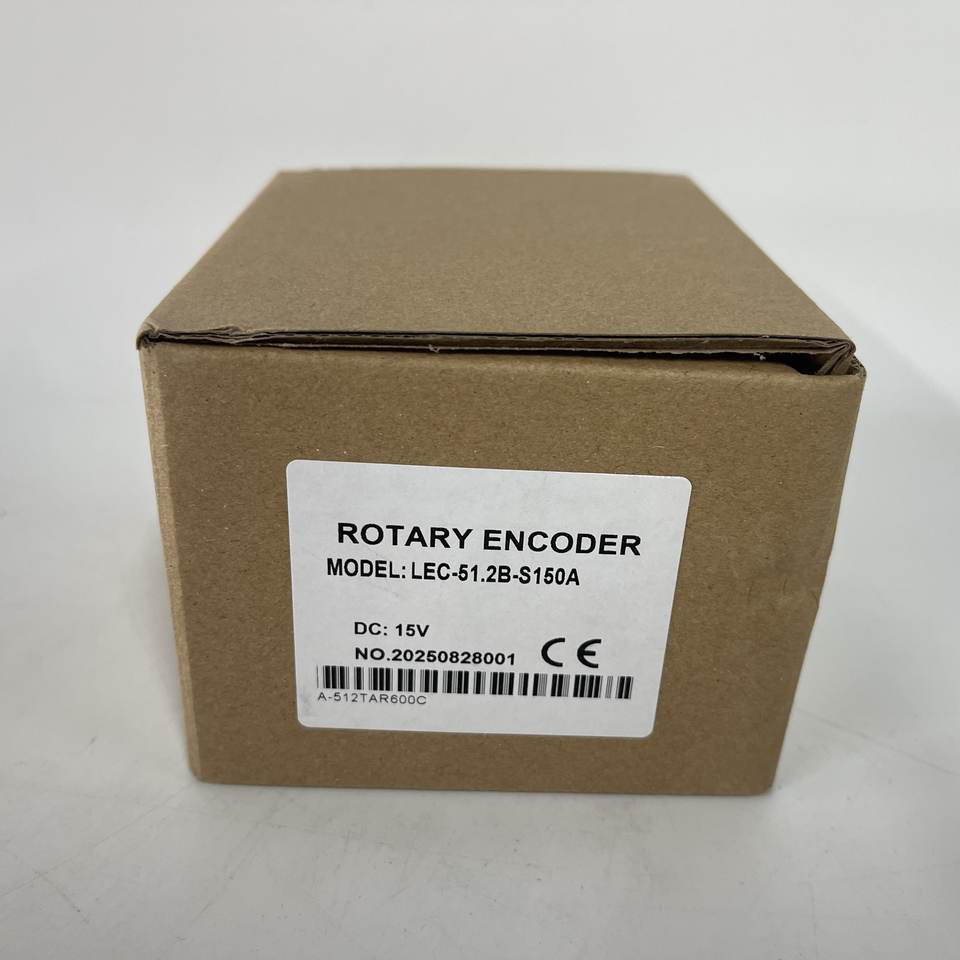 ROTARY ENCODER
MODEL: LEC-51.2B-S150A
DC: 15V
NO.20250828001 CE
A-512TAR600C